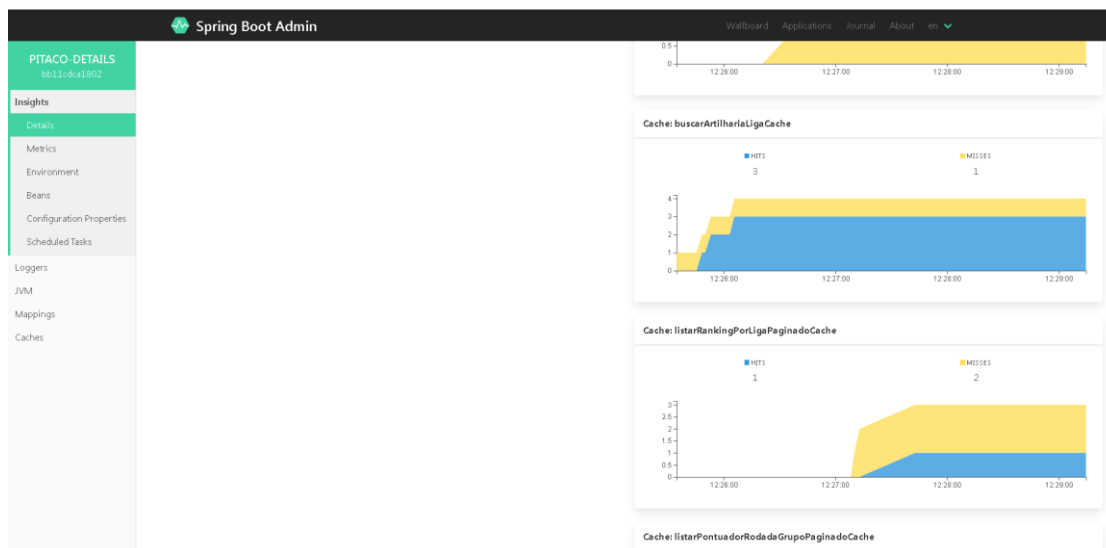 Spring Boot Admin
Wallboard Applications Journal About en
PITACO-DETAILS
bb11cdca1802
Insights
Details
Metrics
Environment
Beans
Configuration Properties
Scheduled Tasks
Loggers
JVM
Mappings
Caches
0.5
0
12:26:00 12:27:00 12:28:00 12:29:00
Cache: buscarArtilhariaLigaCache
HITS MISSES
3 1
4
3
2
1
0
12:26:00 12:27:00 12:28:00 12:29:00
Cache: listarRankingPorLigaPaginadoCache
HITS MISSES
1 2
3
2.5
2
1.5
1
0.5
0
12:26:00 12:27:00 12:28:00 12:29:00
Cache: listarPontuadorRodadaGrupoPaginadoCache